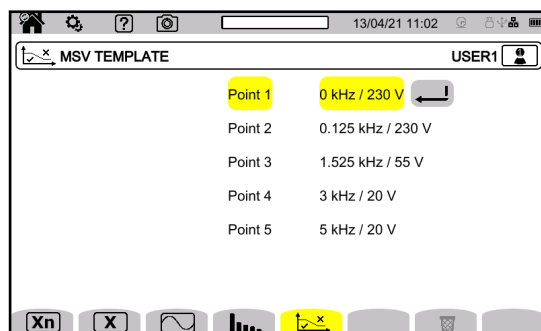 13/04/21 11:02
MSV TEMPLATE
USER1
Point 1 0 kHz / 230 V
Point 2 0.125 kHz / 230 V
Point 3 1.525 kHz / 55 V
Point 4 3 kHz / 20 V
Point 5 5 kHz / 20 V
Xn X